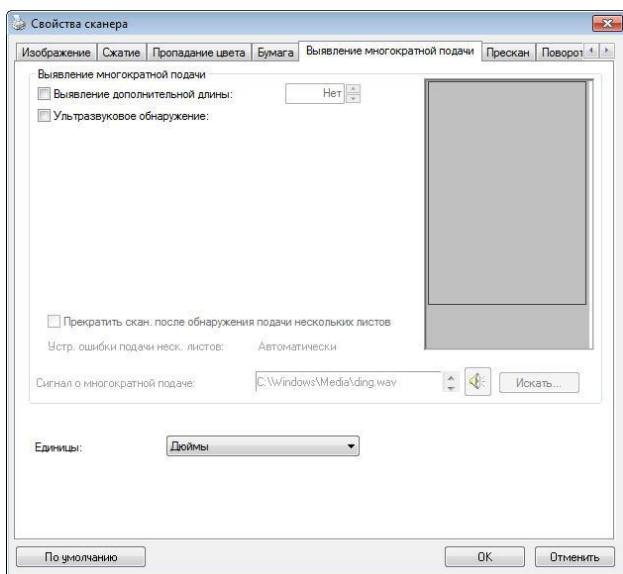 Свойства сканера
Изображение Сжатие Пропадание цвета Бумага Выявление многократной подачи Прескан Поворот
Выявление многократной подачи
Выявление дополнительной длины: Нет
Ультразвуковое обнаружение:
Прекратить скан. после обнаружения подачи нескольких листов
Устр. ошибки подачи неск. листов: Автоматически
Сигнал о многократной подаче: C:\Windows\Media\ding.wav Искать...
Единицы: Дюймы
По умолчанию OK Отменить